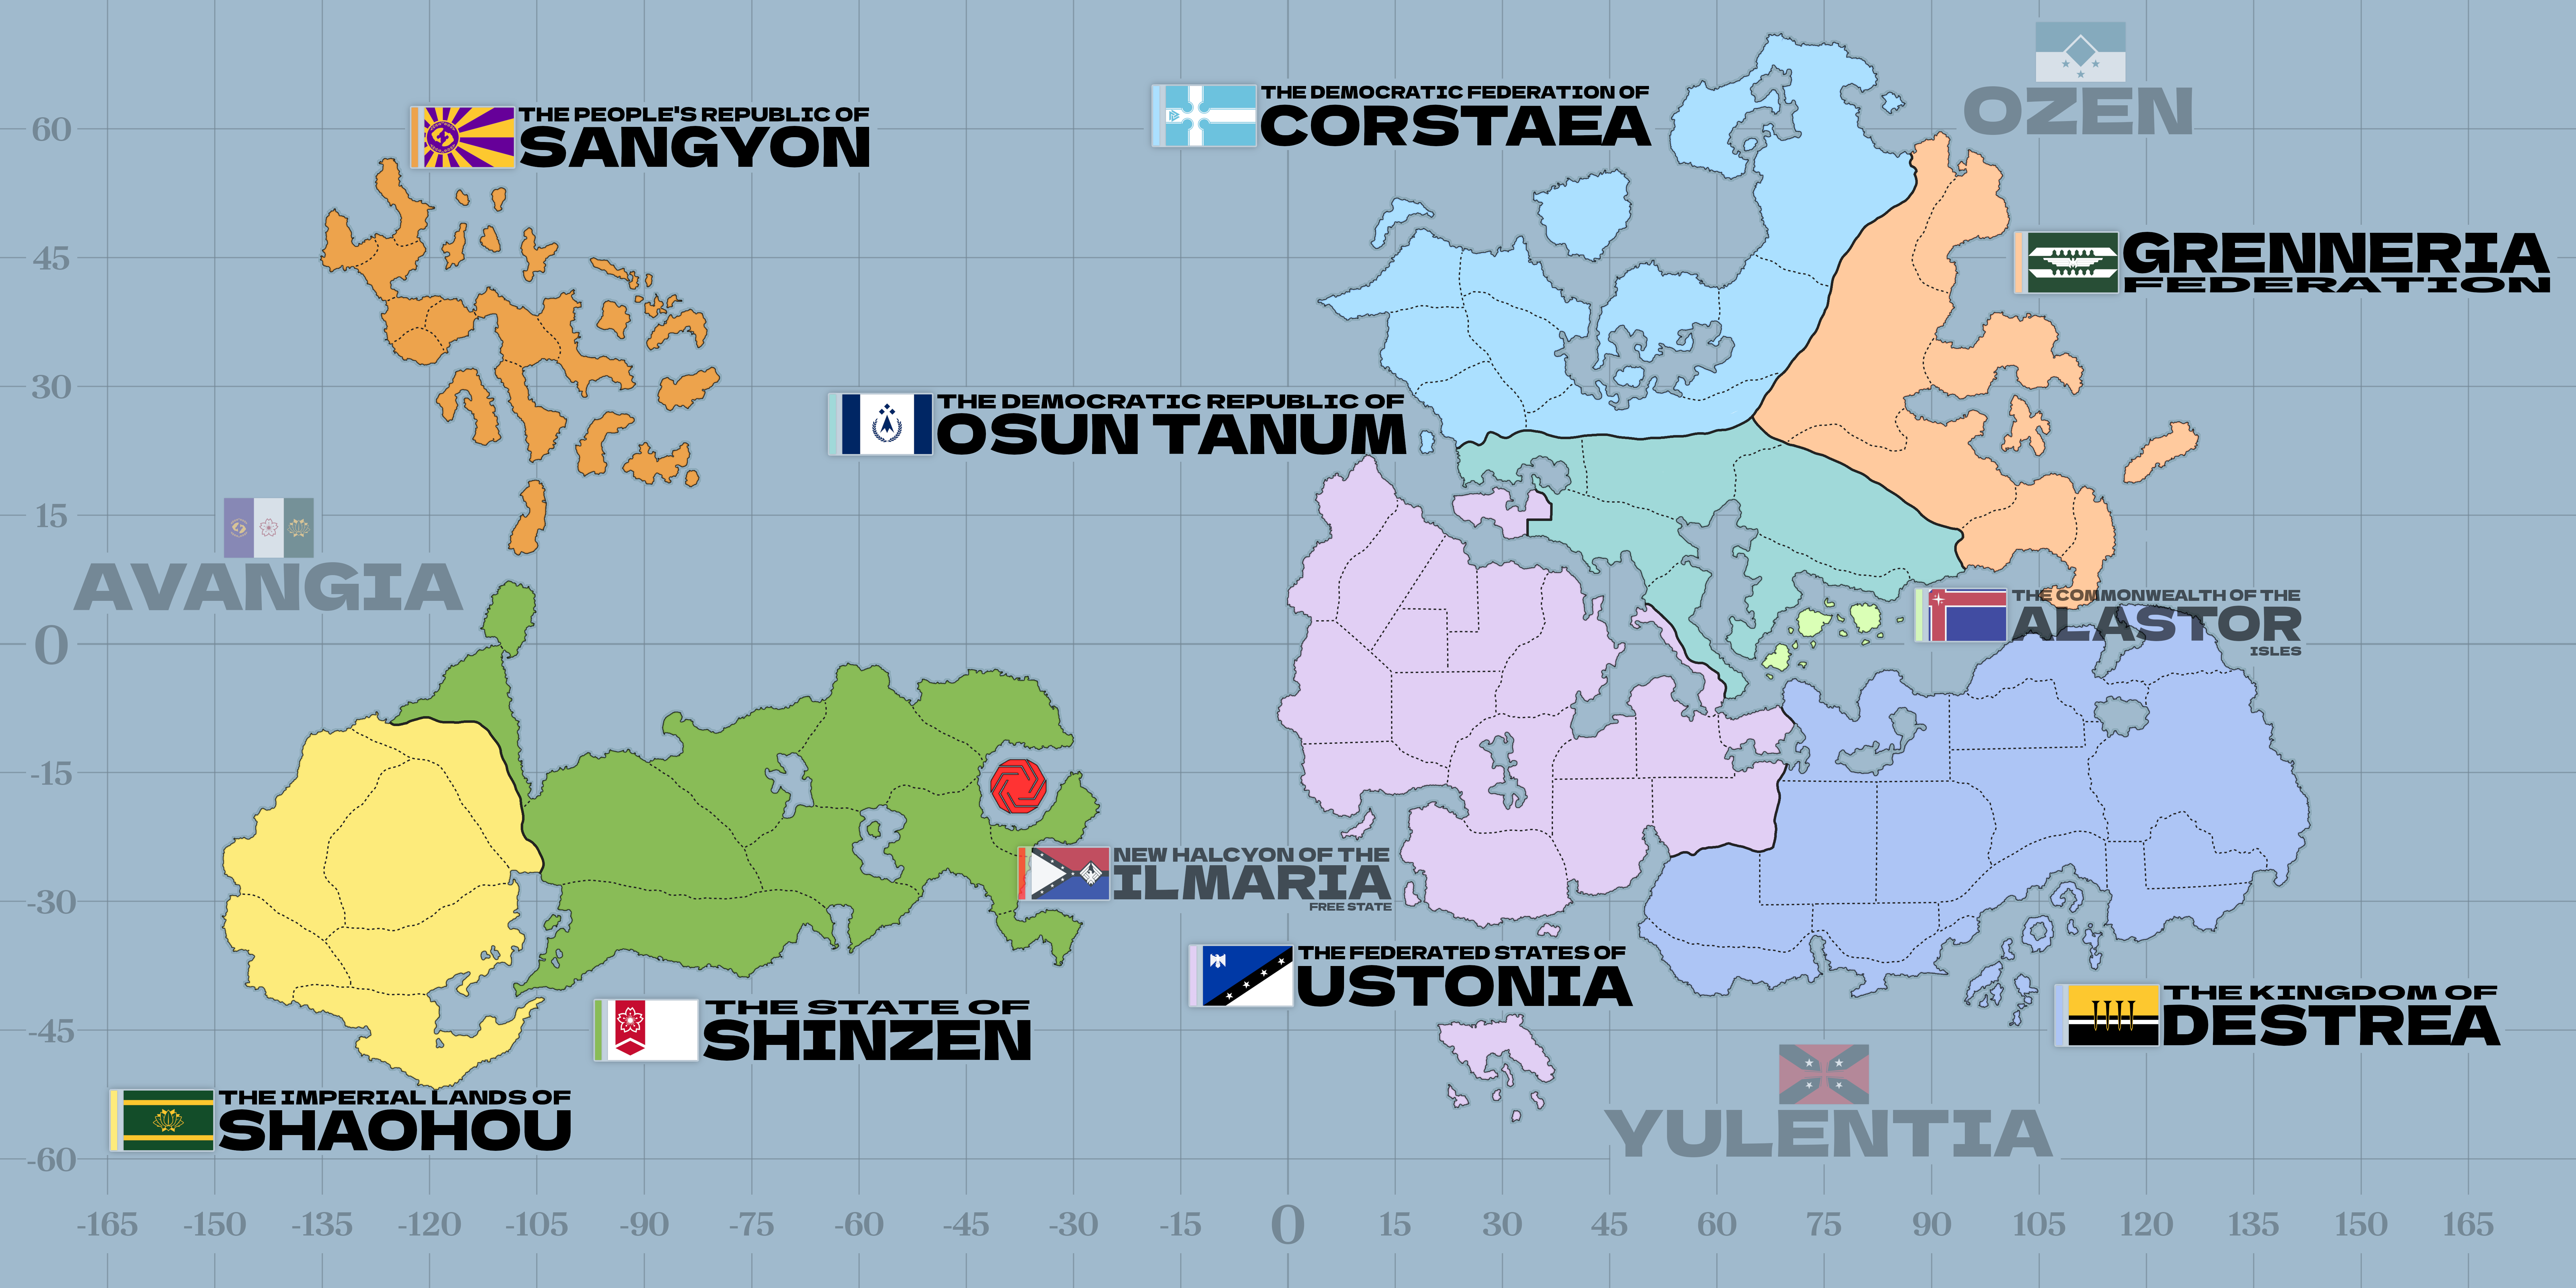 OZEN
THE PEOPLE'S REPUBLIC OF
SANGYON
THE DEMOCRATIC FEDERATION OF
CORSTAEA
60
GRENNERIA
FEDERATION
45
30
THE DEMOCRATIC REPUBLIC OF
OSUN TANUM
15
AVANGIA
THE COMMONWEALTH OF THE
ALASTOR
ISLES
0
-15
NEW HALCYON OF THE
ILMARIA
FREE STATE
-30
THE FEDERATED STATES OF
USTONIA
THE KINGDOM OF
DESTREA
THE STATE OF
SHINZEN
-45
THE IMPERIAL LANDS OF
SHAOHOU
YULENTIA
-60
-165 -150 -135 -120 -105 -90 -75 -60 -45 -30 -15 0 15 30 45 60 75 90 105 120 135 150 165